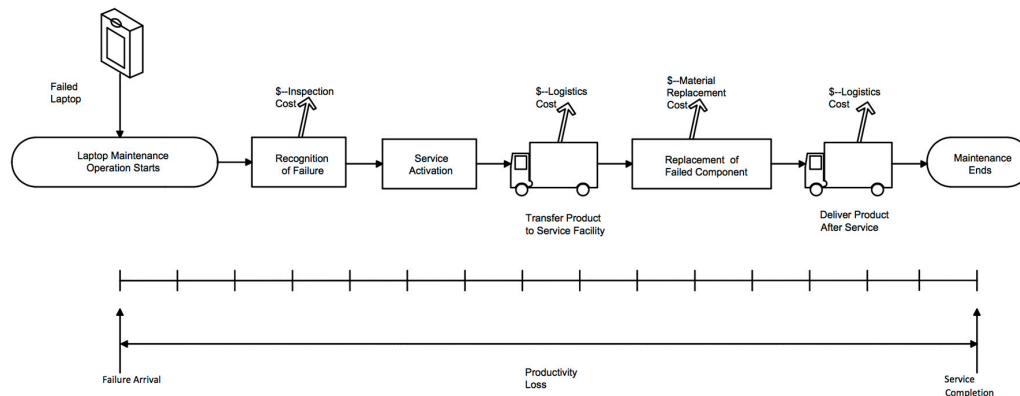 Failed
Laptop
$--Inspection
Cost
$--Logistics
Cost
$--Material
Replacement
Cost
$--Logistics
Cost
Laptop Maintenance
Operation Starts
Recognition
of Failure
Service
Activation
Replacement of
Failed Component
Maintenance
Ends
Transfer Product
to Service Facility
Deliver Product
After Service
Failure Arrival
Productivity
Loss
Service
Completion